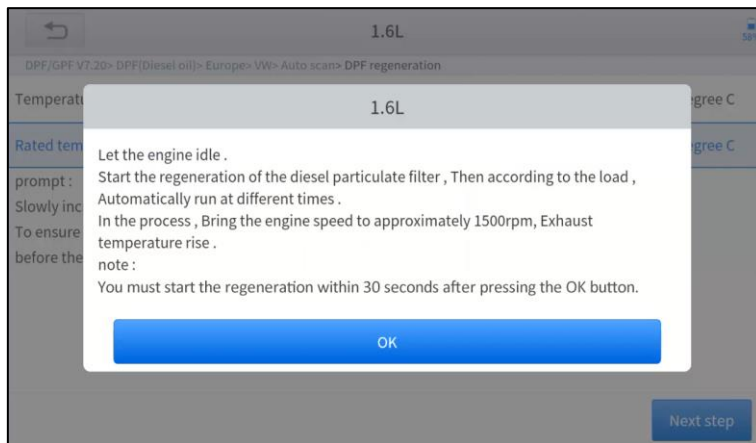 1.6L
58%
DPF/GPF V7.20> DPF(Diesel oil)> Europe> VW> Auto scan> DPF regeneration
egree C
1.6L
Rated tem
egree C
Let the engine idle .
Start the regeneration of the diesel particulate filter , Then according to the load ,
Automatically run at different times .
In the process , Bring the engine speed to approximately 1500rpm, Exhaust
temperature rise .
note :
You must start the regeneration within 30 seconds after pressing the OK button.
OK
prompt :
Slowly inc
To ensure
before the
Next step